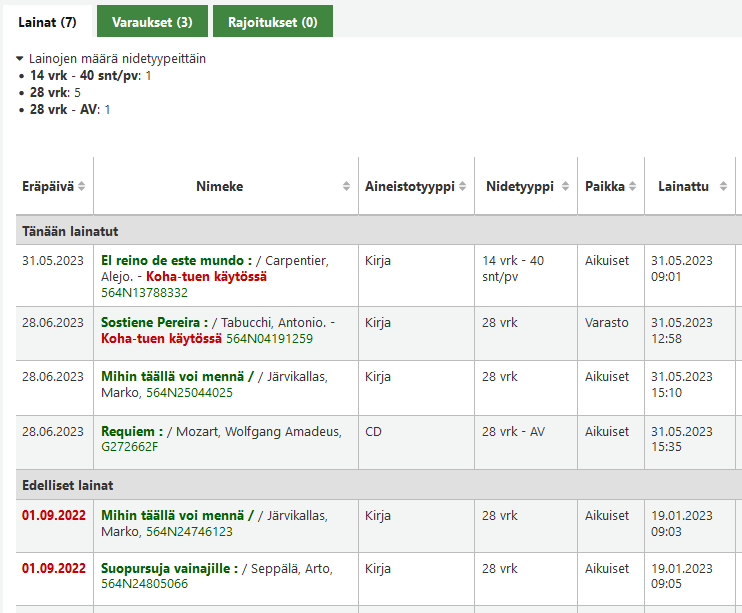 Lainat (7)
Varaukset (3)
Rajoitukset (0)
Lainojen määrä nidetyypeittäin
14 vrk - 40 snt/pv: 1
28 vrk: 5
28 vrk - AV: 1
Eräpäivä
Nimeke
Aineistotyyppi
Nidetyyppi
Paikka
Lainattu
Tänään lainatut
31.05.2023
El reino de este mundo : / Carpentier,
Alejo. - Koha-tuen käytössä
564N13788332
Kirja
14 vrk - 40
snt/pv
Aikuiset
31.05.2023
09:01
28.06.2023
Sostiene Pereira : / Tabucchi, Antonio. -
Koha-tuen käytössä 564N04191259
Kirja
28 vrk
Varasto
31.05.2023
12:58
28.06.2023
Mihin täällä voi mennä / / Järvikallas,
Marko, 564N25044025
Kirja
28 vrk
Aikuiset
31.05.2023
15:10
28.06.2023
Requiem : / Mozart, Wolfgang Amadeus,
G272662F
CD
28 vrk - AV
Aikuiset
31.05.2023
15:35
Edelliset lainat
01.09.2022
Mihin täällä voi mennä / / Järvikallas,
Marko, 564N24746123
Kirja
28 vrk
Aikuiset
19.01.2023
09:03
01.09.2022
Suopursuja vainajille : / Seppälä, Arto,
564N24805066
Kirja
28 vrk
Aikuiset
19.01.2023
09:05